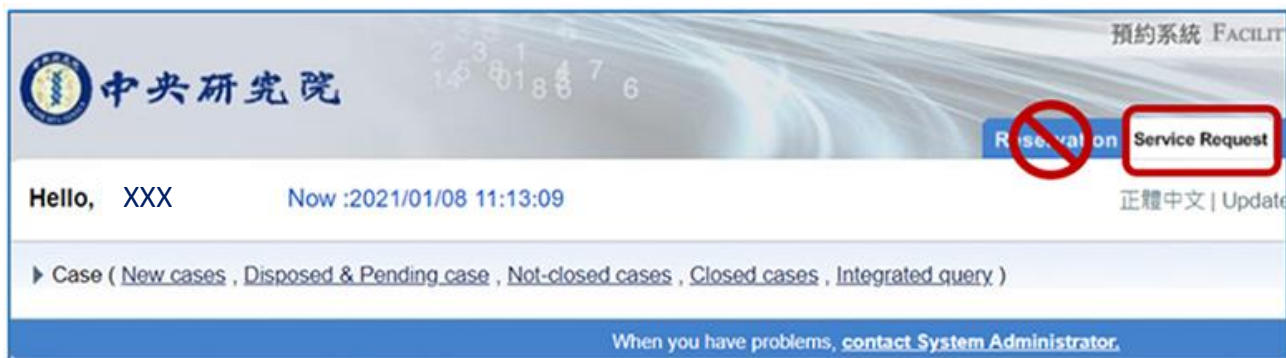 預約系統 FACILIT
中央研究院
Reservation Service Request
Hello, XXX Now :2021/01/08 11:13:09 正體中文 | Update
Case ( New cases , Disposed & Pending case , Not-closed cases , Closed cases , Integrated query )
When you have problems, contact System Administrator.